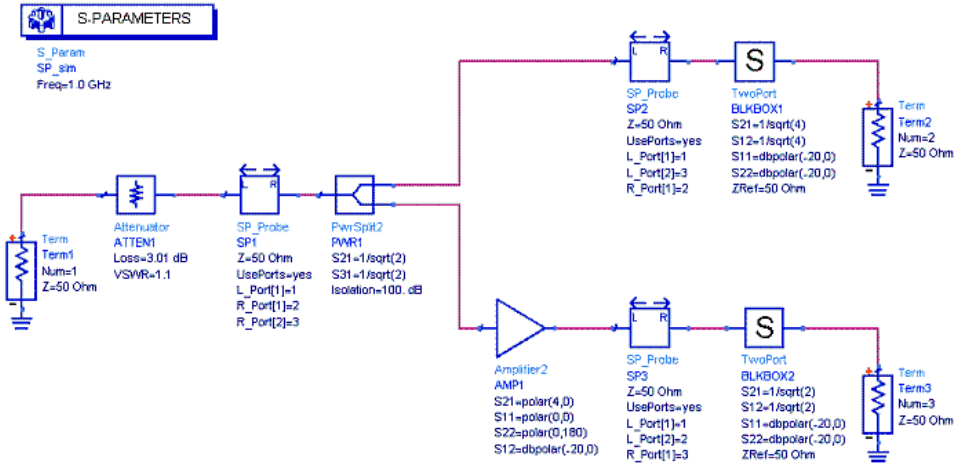 S-PARAMETERS
S_Param
SP_sim
Freq=1.0 GHz
L R
SP_Probe
SP2
Z=50 Ohm
UsePorts=yes
L_Port[1]=1
L_Port[2]=3
R_Port[1]=2
S
TwoPort
BLKBOX1
S21=1/sqrt(4)
S12=1/sqrt(4)
S11=dbpolar(-20,0)
S22=dbpolar(-20,0)
ZRef=50 Ohm
+
Term
Term2
Num=2
Z=50 Ohm
-
+
Term
Term1
Num=1
Z=50 Ohm
-
Attenuator
ATTEN1
Loss=3.01 dB
VSWR=1.1
L R
SP_Probe
SP1
Z=50 Ohm
UsePorts=yes
L_Port[1]=1
R_Port[1]=2
R_Port[2]=3
PwrSplit2
PWR1
S21=1/sqrt(2)
S31=1/sqrt(2)
Isolation=100. dB
Amplifier2
AMP1
S21=polar(4,0)
S11=polar(0,0)
S22=polar(0,180)
S12=dbpolar(-20,0)
L R
SP_Probe
SP3
Z=50 Ohm
UsePorts=yes
L_Port[1]=1
L_Port[2]=2
R_Port[1]=3
S
TwoPort
BLKBOX2
S21=1/sqrt(2)
S12=1/sqrt(2)
S11=dbpolar(-20,0)
S22=dbpolar(-20,0)
ZRef=50 Ohm
+
Term
Term3
Num=3
Z=50 Ohm
-